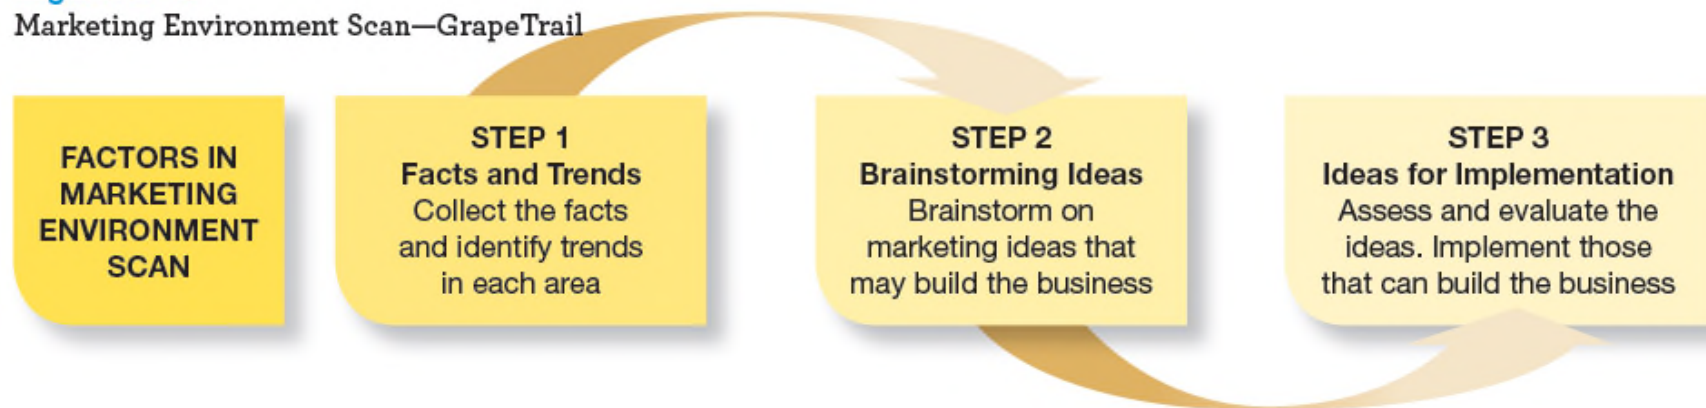 Marketing Environment Scan—GrapeTrail
FACTORS IN
MARKETING
ENVIRONMENT
SCAN
STEP 1
Facts and Trends
Collect the facts
and identify trends
in each area
STEP 2
Brainstorming Ideas
Brainstorm on
marketing ideas that
may build the business
STEP 3
Ideas for Implementation
Assess and evaluate the
ideas. Implement those
that can build the business